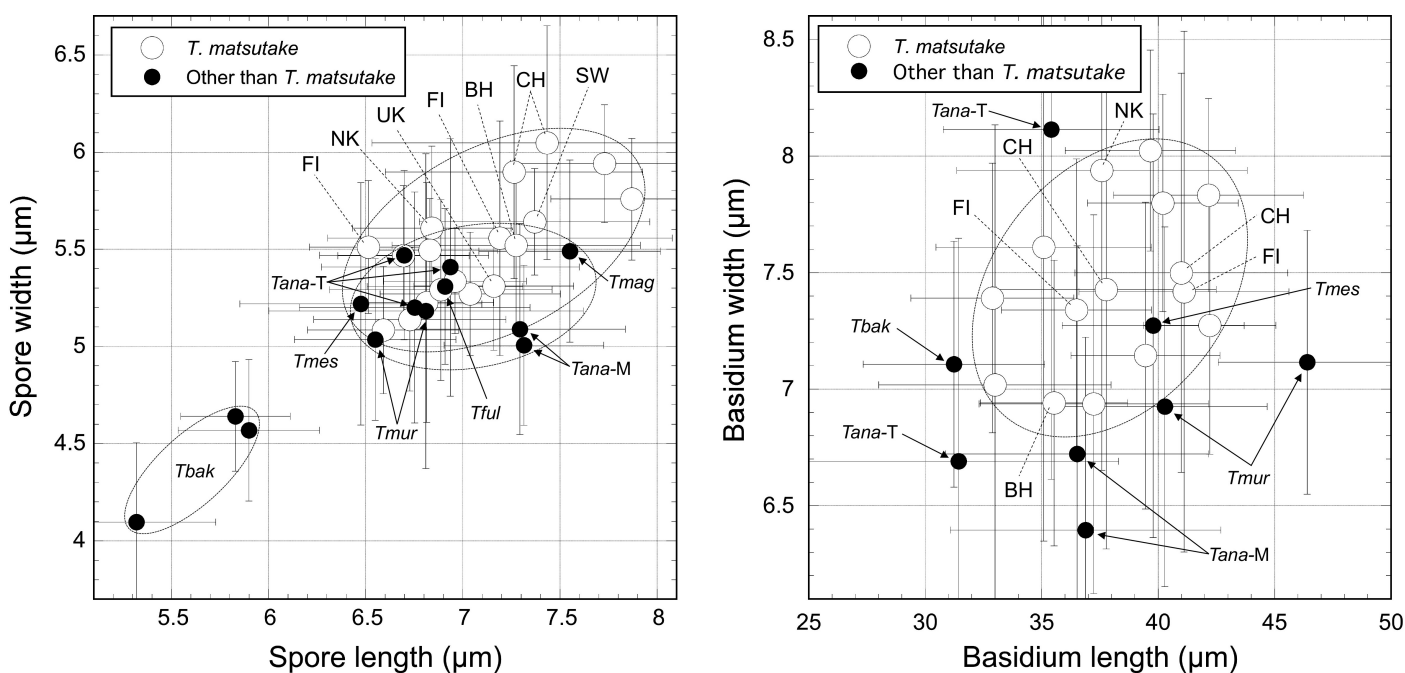 T. matsutake
Other than T. matsutake
SW
CH
BH
FI
UK
NK
FI
Tana-T
Tmag
Tmes
Tana-M
Tful
Tmur
Tbak
6.5
6
5.5
5
4.5
4
5.5
6
6.5
7
7.5
8
Spore width (µm)
Spore length (µm)
T. matsutake
Other than T. matsutake
Tana-T
NK
CH
FI
CH
FI
Tmes
Tbak
Tana-T
Tmur
BH
Tana-M
8.5
8
7.5
7
6.5
25
30
35
40
45
50
Basidium width (µm)
Basidium length (µm)